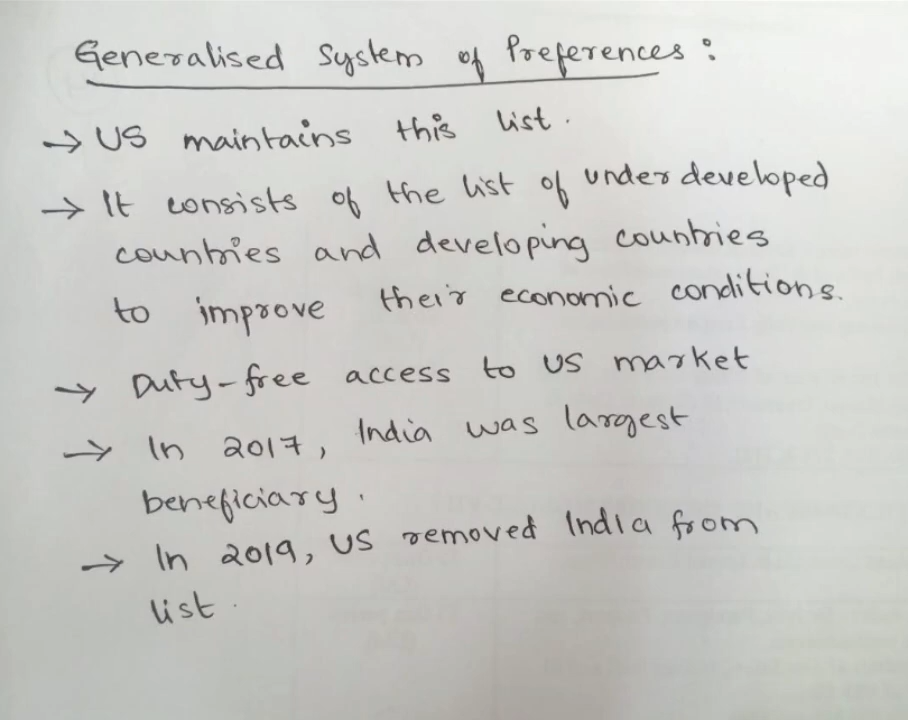 Generalised System of Preferences:
→ US maintains this list.
→ It consists of the list of under developed
countries and developing countries
to improve their economic conditions.
→ Duty-free access to US market
→ In 2017, India was largest
beneficiary.
→ In 2019, US removed India from
list.